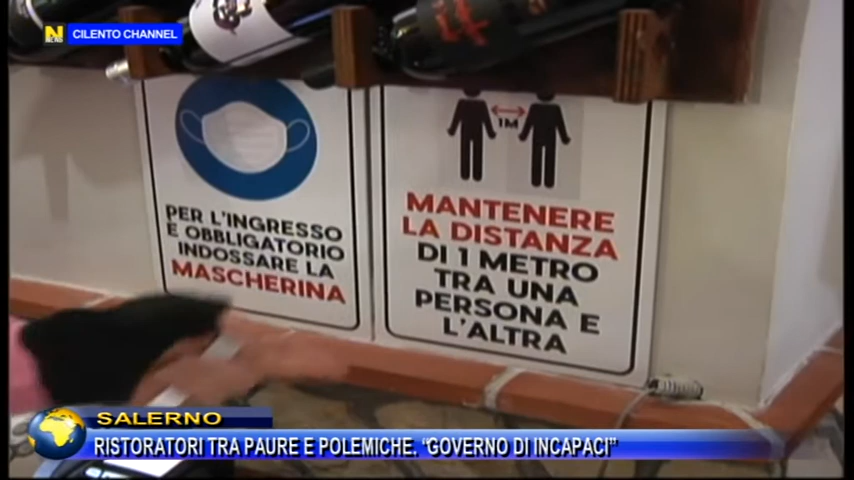 CILENTO CHANNEL
1M
PER L'INGRESSO
E OBBLIGATORIO
INDOSSARE LA
MASCHERINA
MANTENERE
LA DISTANZA
DI 1 METRO
TRA UNA
PERSONA E
L'ALTRA
SALERNO
RISTORATORI TRA PAURE E POLEMICHE. “GOVERNO DI INCAPACI”